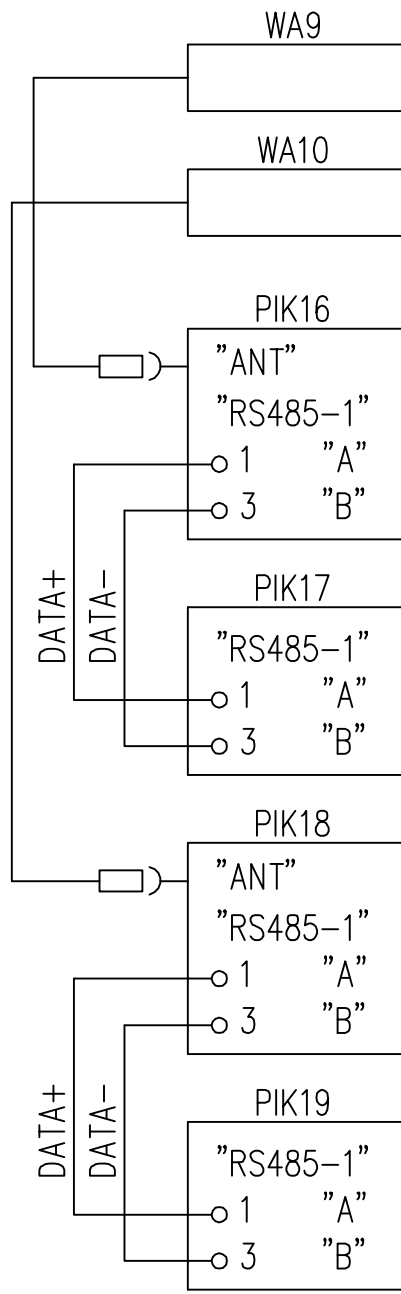 WA9
WA10
PIK16
"ANT"
"RS485-1"
1 "A"
3 "B"
DATA+
DATA-
PIK17
"RS485-1"
1 "A"
3 "B"
PIK18
"ANT"
"RS485-1"
1 "A"
3 "B"
DATA+
DATA-
PIK19
"RS485-1"
1 "A"
3 "B"